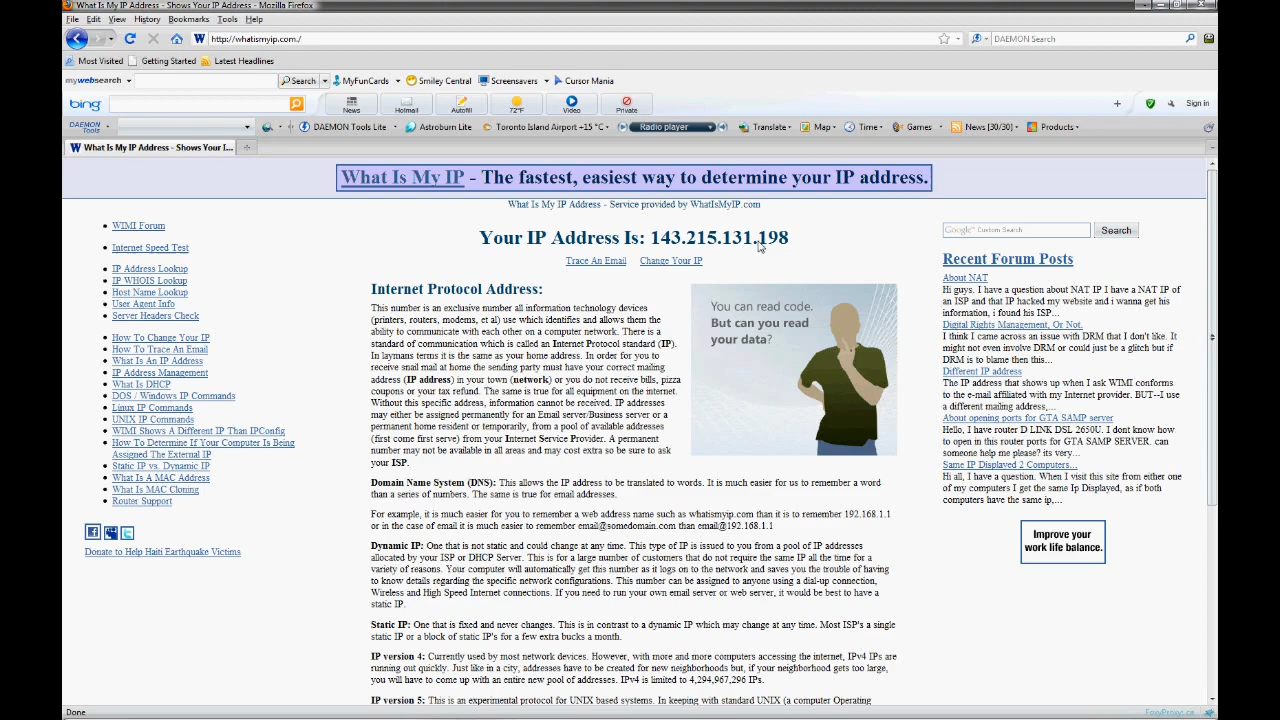 What Is My IP Address - Shows Your IP Address - Mozilla Firefox
File Edit View History Bookmarks Tools Help
http://whatismyip.com./
DAEMON Search
Most Visited Getting Started Latest Headlines
mywebsearch Search MyFunCards Smiley Central Screensavers Cursor Mania
bing News Hotmail Autofill 72°F Video Private Sign in
DAEMON Tools DAEMON Tools Lite Astroburn Lite Toronto Island Airport +15 °C Radio player Translate Map Time Games News [30/30] Products
What Is My IP Address - Shows Your I...
What Is My IP - The fastest, easiest way to determine your IP address.
What Is My IP Address - Service provided by WhatIsMyIP.com
Your IP Address Is: 143.215.131.198
Trace An Email Change Your IP
WIMI Forum
Internet Speed Test
IP Address Lookup
IP WHOIS Lookup
Host Name Lookup
User Agent Info
Server Headers Check
How To Change Your IP
How To Trace An Email
What Is An IP Address
IP Address Management
What Is DHCP
DOS / Windows IP Commands
Linux IP Commands
UNIX IP Commands
WIMI Shows A Different IP Than IPConfig
How To Determine If Your Computer Is Being
Assigned The External IP
Static IP vs. Dynamic IP
What Is A MAC Address
What Is MAC Cloning
Router Support
Donate to Help Haiti Earthquake Victims
Internet Protocol Address:
This number is an exclusive number all information technology devices
(printers, routers, modems, et al) use which identifies and allows them the
ability to communicate with each other on a computer network. There is a
standard of communication which is called an Internet Protocol standard (IP).
In laymans terms it is the same as your home address. In order for you to
receive snail mail at home the sending party must have your correct mailing
address (IP address) in your town (network) or you do not receive bills, pizza
coupons or your tax refund. The same is true for all equipment on the internet.
Without this specific address, information cannot be received. IP addresses
may either be assigned permanently for an Email server/Business server or a
permanent home resident or temporarily, from a pool of available addresses
(first come first serve) from your Internet Service Provider. A permanent
number may not be available in all areas and may cost extra so be sure to ask
your ISP.
You can read code.
But can you read
your data?
Domain Name System (DNS): This allows the IP address to be translated to words. It is much easier for us to remember a word
than a series of numbers. The same is true for email addresses.
For example, it is much easier for you to remember a web address name such as whatismyip.com than it is to remember 192.168.1.1
or in the case of email it is much easier to remember email@somedomain.com than email@192.168.1.1
Dynamic IP: One that is not static and could change at any time. This type of IP is issued to you from a pool of IP addresses
allocated by your ISP or DHCP Server. This is for a large number of customers that do not require the same IP all the time for a
variety of reasons. Your computer will automatically get this number as it logs on to the network and saves you the trouble of having
to know details regarding the specific network configurations. This number can be assigned to anyone using a dial-up connection,
Wireless and High Speed Internet connections. If you need to run your own email server or web server, it would be best to have a
static IP.
Static IP: One that is fixed and never changes. This is in contrast to a dynamic IP which may change at any time. Most ISP's a single
static IP or a block of static IP's for a few extra bucks a month.
IP version 4: Currently used by most network devices. However, with more and more computers accessing the internet, IPv4 IPs are
running out quickly. Just like in a city, addresses have to be created for new neighborhoods but, if your neighborhood gets too large,
you will have to come up with an entire new pool of addresses. IPv4 is limited to 4,294,967,296 IPs.
IP version 5: This is an experimental protocol for UNIX based systems. In keeping with standard UNIX (a computer Operating
Google Custom Search Search
Recent Forum Posts
About NAT
Hi guys, I have a question about NAT IP I have a NAT IP of
an ISP and that IP hacked my website and i wanna get his
information, i found his ISP...
Digital Rights Management, Or Not.
I think I came across an issue with DRM that I don't like. It
might not even involve DRM or could just be a glitch but if
DRM is to blame then this...
Different IP address
The IP address that shows up when I ask WIMI conforms
to the e-mail affiliated with my Internet provider. BUT--I use
a different mailing address,...
About opening ports for GTA SAMP server
Hello, I have router D LINK DSL 2650U. I dont know how
to open in this router ports for GTA SAMP SERVER. can
someone help me please? its very...
Same IP Displayed 2 Computers...
Hi all, I have a question. When I visit this site from either
one of my computers I get the same Ip Displayed, as if both
computers have the same ip,...
Improve your
work life balance.
Done
FoxyProxy: ca